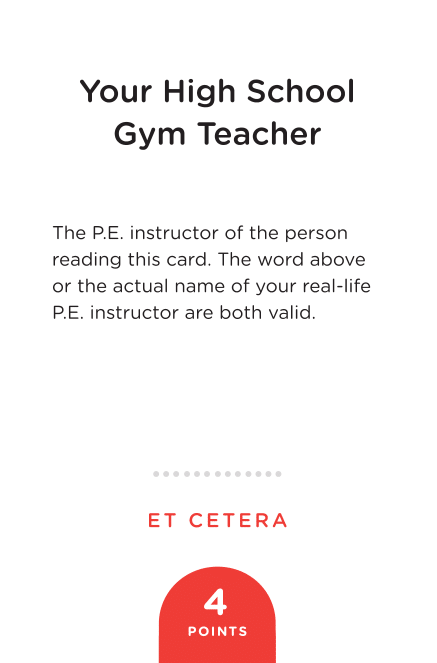 Your High School
Gym Teacher
The P.E. instructor of the person
reading this card. The word above
or the actual name of your real-life
P.E. instructor are both valid.
ET CETERA
4
POINTS